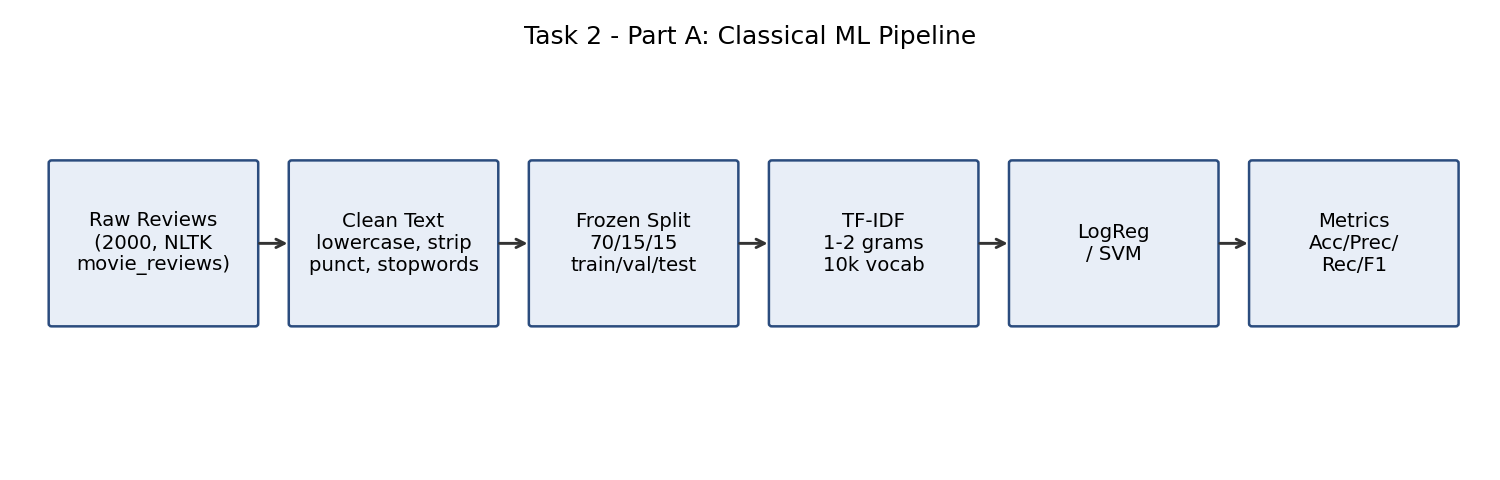 Task 2 - Part A: Classical ML Pipeline
Raw Reviews
(2000, NLTK
movie_reviews)
Clean Text
lowercase, strip
punct, stopwords
Frozen Split
70/15/15
train/val/test
TF-IDF
1-2 grams
10k vocab
LogReg
/ SVM
Metrics
Acc/Prec/
Rec/F1